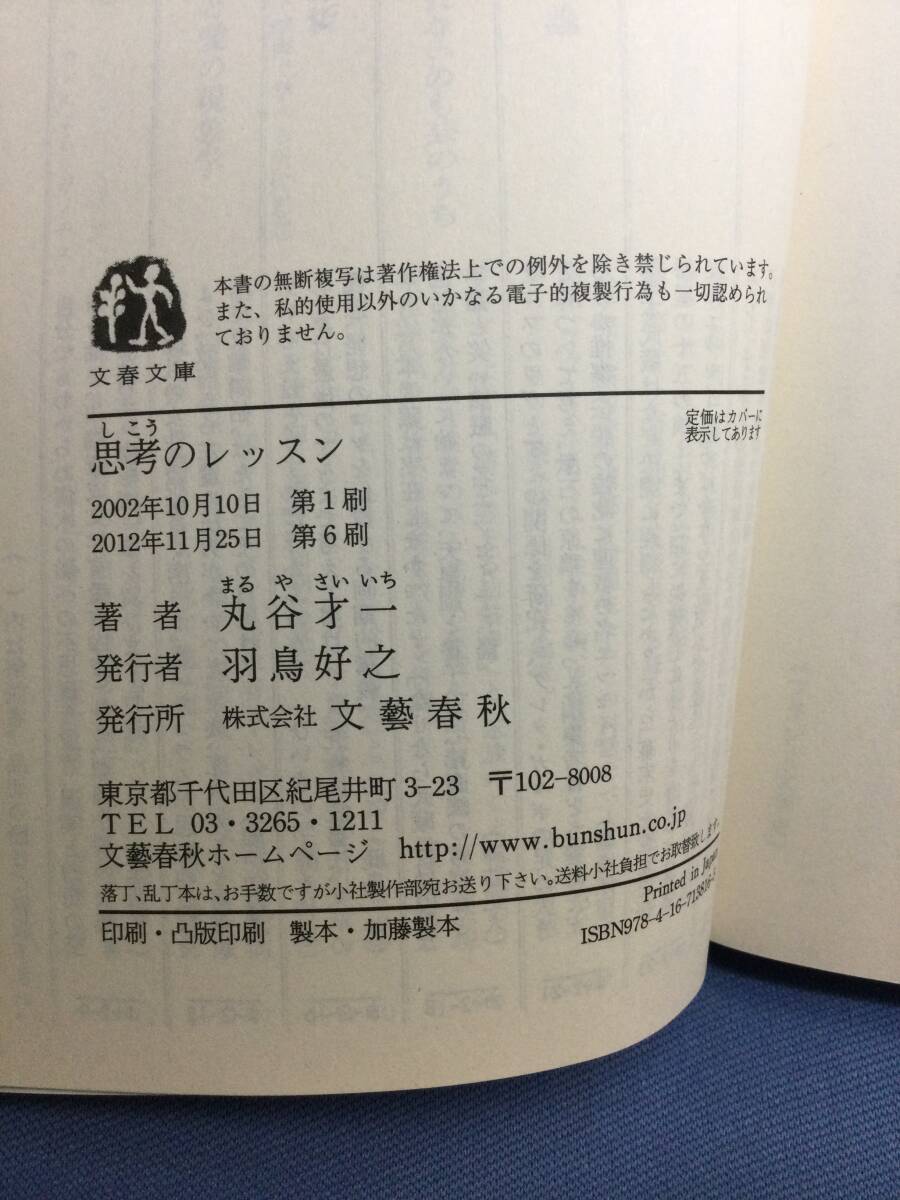 本書の無断複写は著作権法上での例外を除き禁じられています。
また、私的使用以外のいかなる電子的複製行為も一切認められ
ておりません。
文春文庫
定価はカバーに
表示してあります
しこう
思考のレッスン
2002年10月10日 第1刷
2012年11月25日 第6刷
まる や さい いち
著 者 丸谷才一
発行者 羽鳥好之
発行所 株式会社 文藝春秋
東京都千代田区紀尾井町 3-23 〒102-8008
TEL 03・3265・1211
文藝春秋ホームページ http://www.bunshun.co.jp
落丁、乱丁本は、お手数ですが小社製作部宛お送り下さい。送料小社負担でお取替致します。
印刷・凸版印刷 製本・加藤製本
Printed in Japan
ISBN978-4-16-713816-5